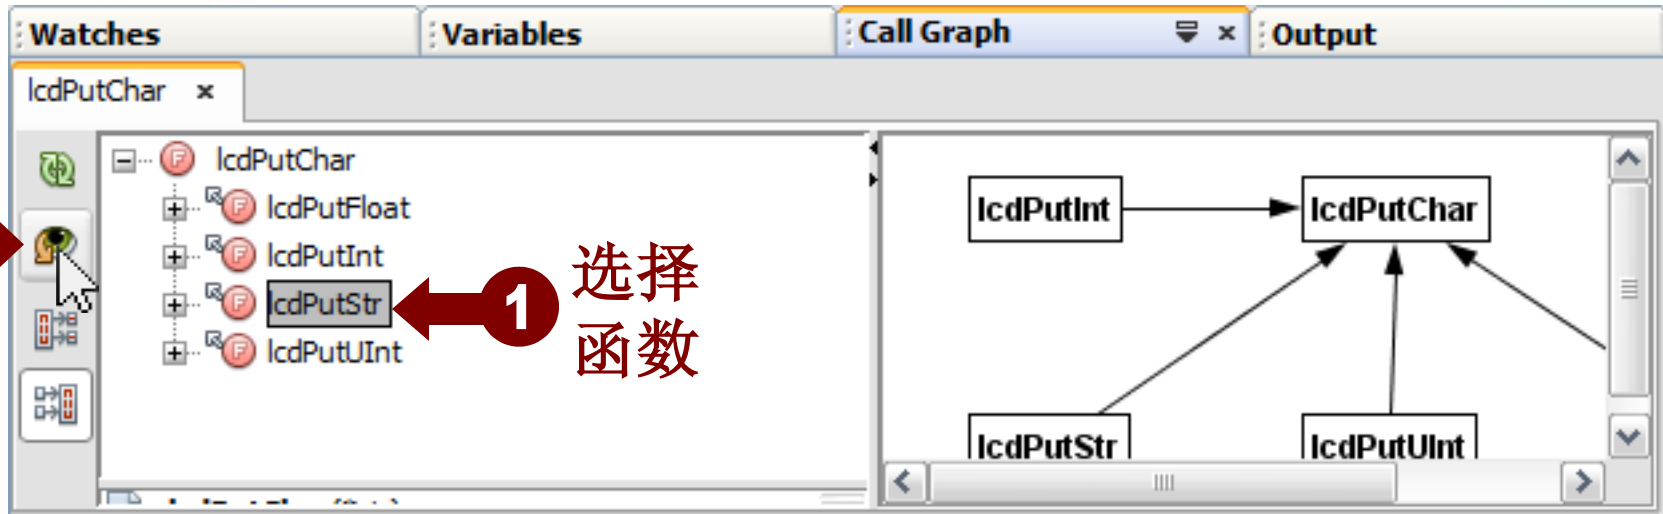 Watches Variables Call Graph Output
lcdPutChar
lcdPutChar
lcdPutFloat
lcdPutInt
lcdPutStr
lcdPutUInt
1 选择
函数
lcdPutInt lcdPutChar
lcdPutStr lcdPutUInt